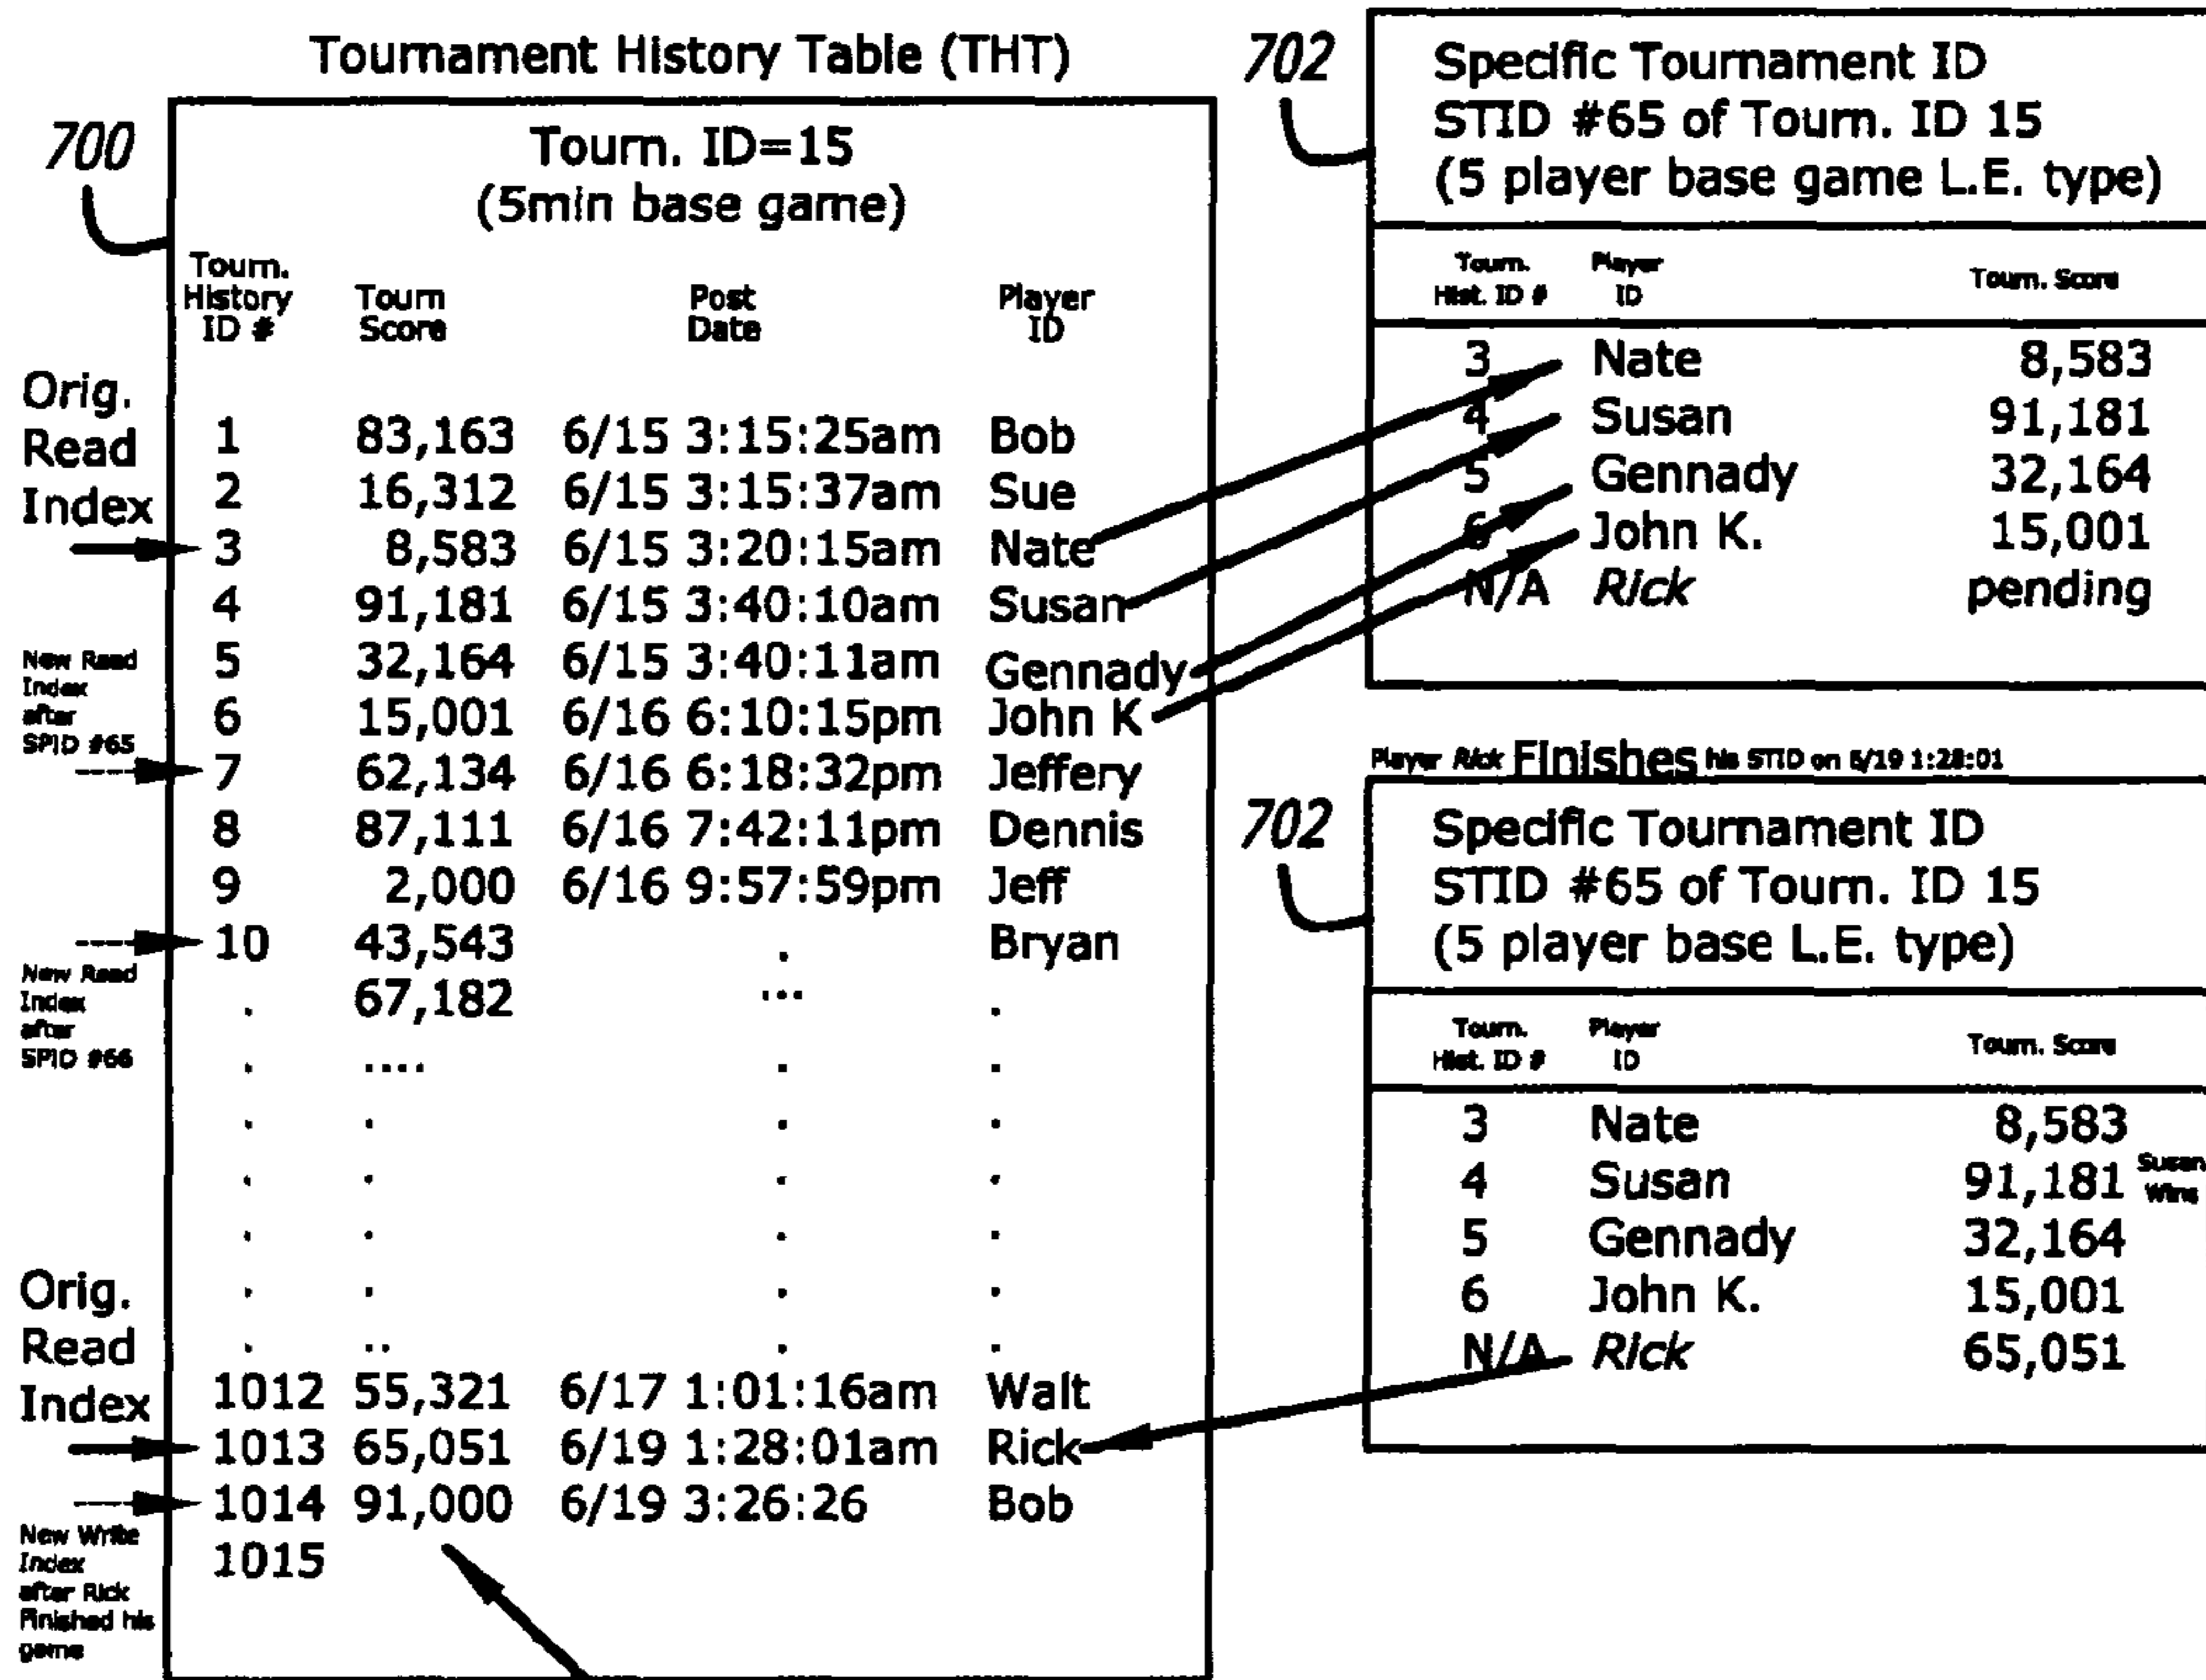 Tournament History Table (THT)
700
Tourn. ID=15
(5min base game)
Tourn.
History
ID #
Tourn
Score
Post
Date
Player
ID
Orig.
Read
Index
1 83,163 6/15 3:15:25am Bob
2 16,312 6/15 3:15:37am Sue
3 8,583 6/15 3:20:15am Nate
4 91,181 6/15 3:40:10am Susan
5 32,164 6/15 3:40:11am Gennady
6 15,001 6/16 6:10:15pm John K
7 62,134 6/16 6:18:32pm Jeffery
8 87,111 6/16 7:42:11pm Dennis
9 2,000 6/16 9:57:59pm Jeff
10 43,543 . Bryan
. 67,182 ... .
. .... . .
. . . .
. . . .
. . . .
. . . .
. .. . .
1012 55,321 6/17 1:01:16am Walt
1013 65,051 6/19 1:28:01am Rick
1014 91,000 6/19 3:26:26 Bob
1015
New Read
Index
after
SPID #65
New Read
Index
after
SPID #66
Orig.
Read
Index
New Write
Index
after Rick
Finished his
game
702
Specific Tournament ID
STID #65 of Tourn. ID 15
(5 player base game L.E. type)
Tourn.
Hist. ID #
Player
ID
Tourn. Score
3 Nate 8,583
4 Susan 91,181
5 Gennady 32,164
6 John K. 15,001
N/A Rick pending
Player Rick Finishes his STID on 6/19 1:28:01
702
Specific Tournament ID
STID #65 of Tourn. ID 15
(5 player base L.E. type)
Tourn.
Hist. ID #
Player
ID
Tourn. Score
3 Nate 8,583
4 Susan 91,181 Susan
Wins
5 Gennady 32,164
6 John K. 15,001
N/A Rick 65,051